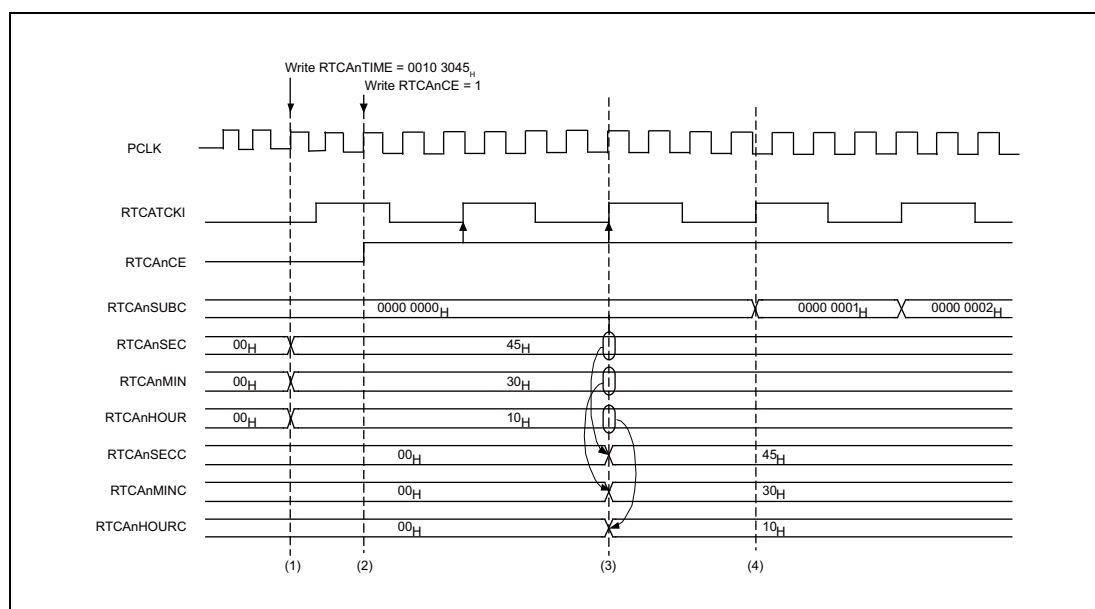 Write RTCAnTIME = 0010 3045H
Write RTCAnCE = 1
PCLK
RTCATCKI
RTCAnCE
RTCAnSUBC 0000 0000H 0000 0001H 0000 0002H
RTCAnSEC 00H 45H
RTCAnMIN 00H 30H
RTCAnHOUR 00H 10H
RTCAnSECC 00H 45H
RTCAnMINC 00H 30H
RTCAnHOURC 00H 10H
(1) (2) (3) (4)